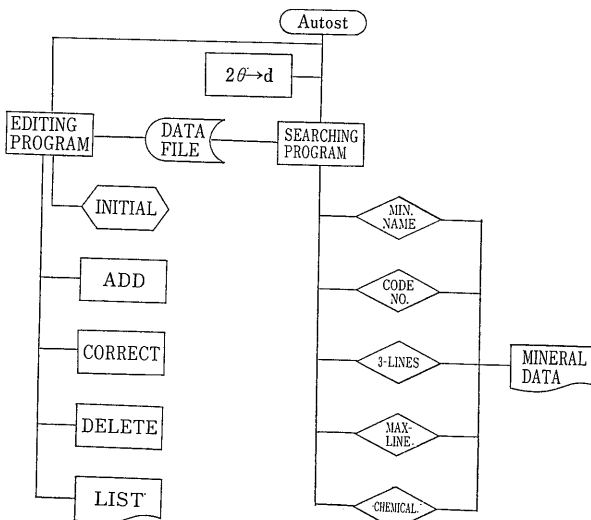 Autost
2θ→d
EDITING
PROGRAM
DATA
FILE
SEARCHING
PROGRAM
INITIAL
MIN.
NAME
ADD
CODE
NO.
CORRECT
3-LINES
MINERAL
DATA
DELETE
MAX-
LINE.
LIST
CHEMICAL.